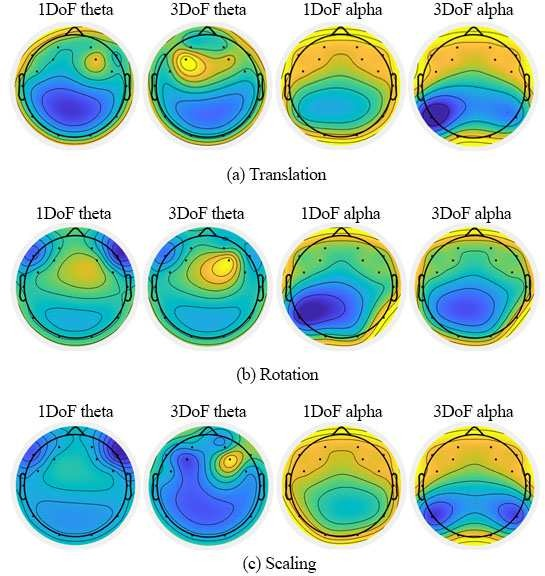 1DoF theta 3DoF theta 1DoF alpha 3DoF alpha
(a) Translation
1DoF theta 3DoF theta 1DoF alpha 3DoF alpha
(b) Rotation
1DoF theta 3DoF theta 1DoF alpha 3DoF alpha
(c) Scaling